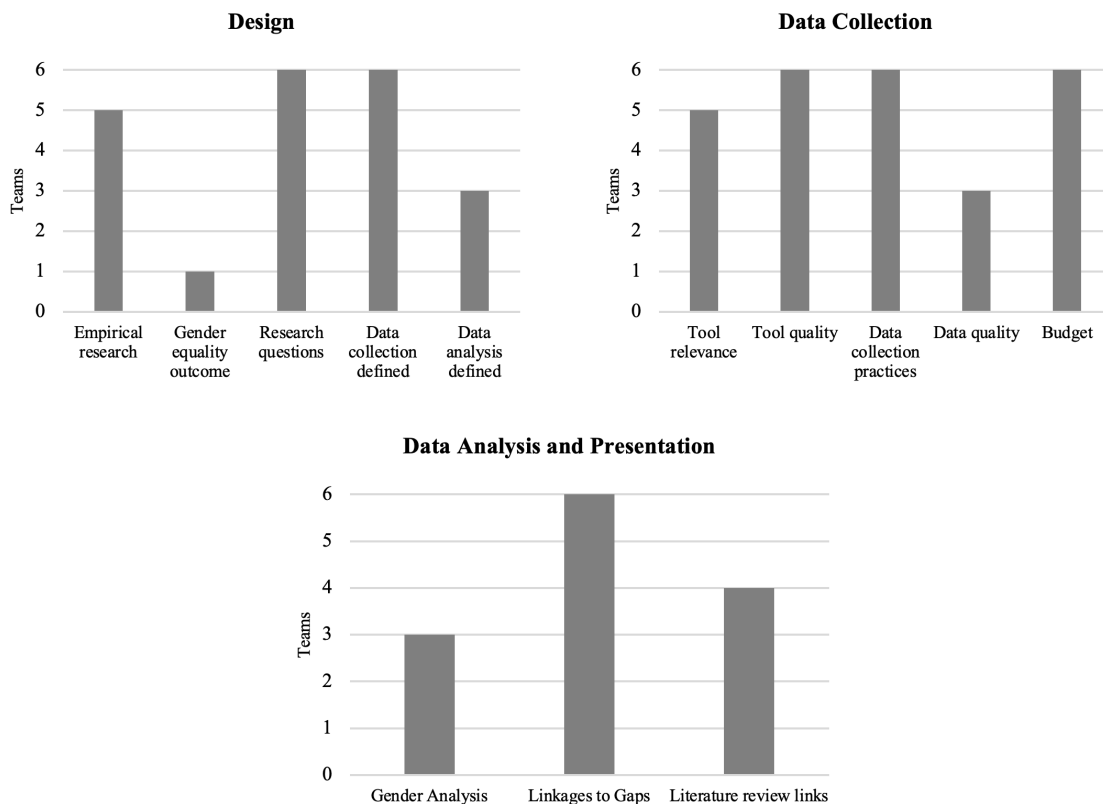 Design
6
5
4
3
2
1
0
Teams
Empirical
research
Gender
equality
outcome
Research
questions
Data
collection
defined
Data
analysis
defined
Data Collection
6
5
4
3
2
1
0
Teams
Tool
relevance
Tool quality
Data
collection
practices
Data quality
Budget
Data Analysis and Presentation
6
5
4
3
2
1
0
Teams
Gender Analysis
Linkages to Gaps
Literature review links